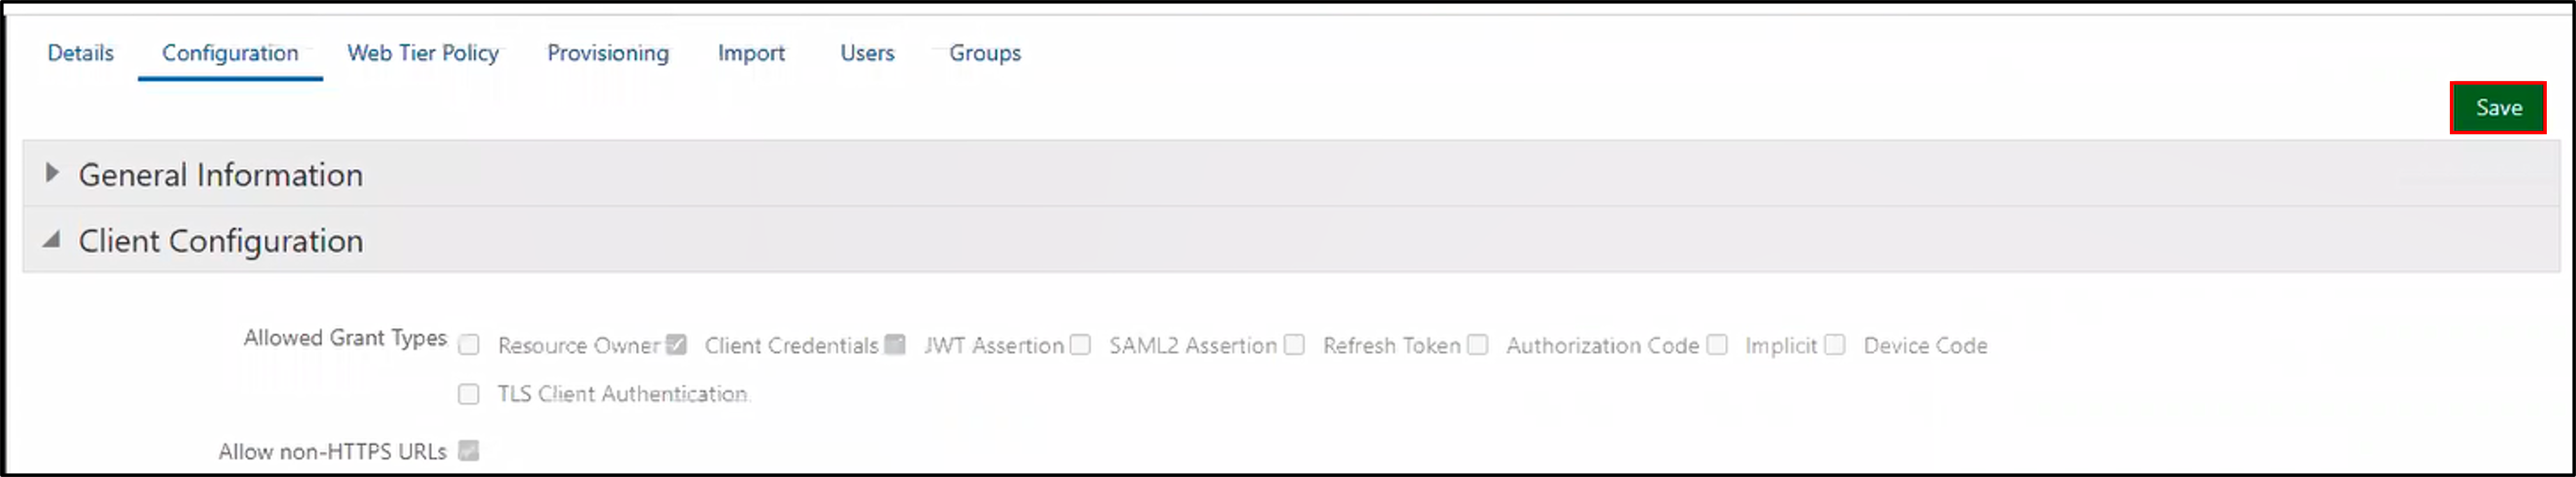 Details Configuration Web Tier Policy Provisioning Import Users Groups
Save
General Information
Client Configuration
Allowed Grant Types Resource Owner Client Credentials JWT Assertion SAML2 Assertion Refresh Token Authorization Code Implicit Device Code
TLS Client Authentication
Allow non-HTTPS URLs